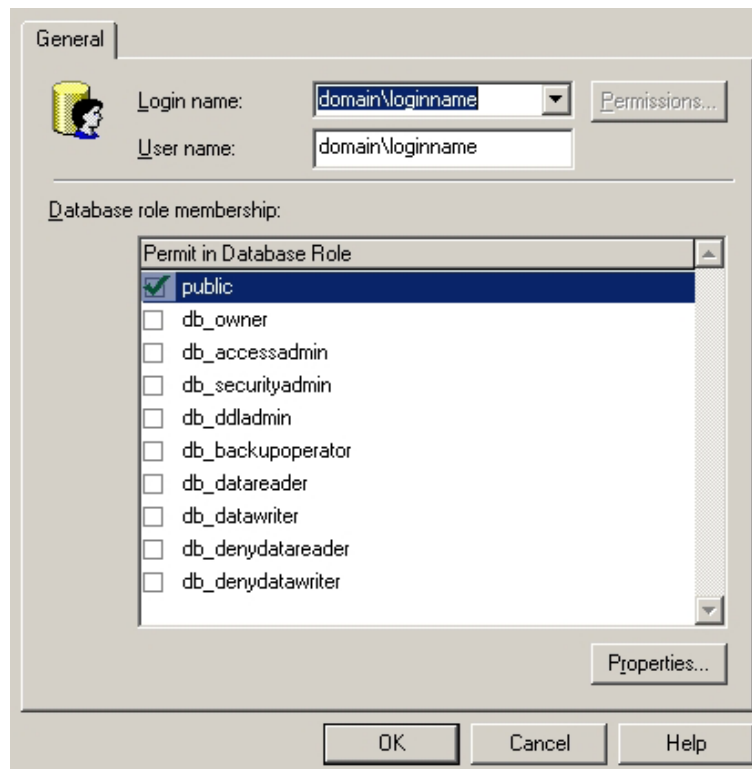 General
Login name: domain\loginname Permissions...
User name: domain\loginname
Database role membership:
Permit in Database Role
public
db_owner
db_accessadmin
db_securityadmin
db_ddladmin
db_backupoperator
db_datareader
db_datawriter
db_denydatareader
db_denydatawriter
Properties...
OK Cancel Help